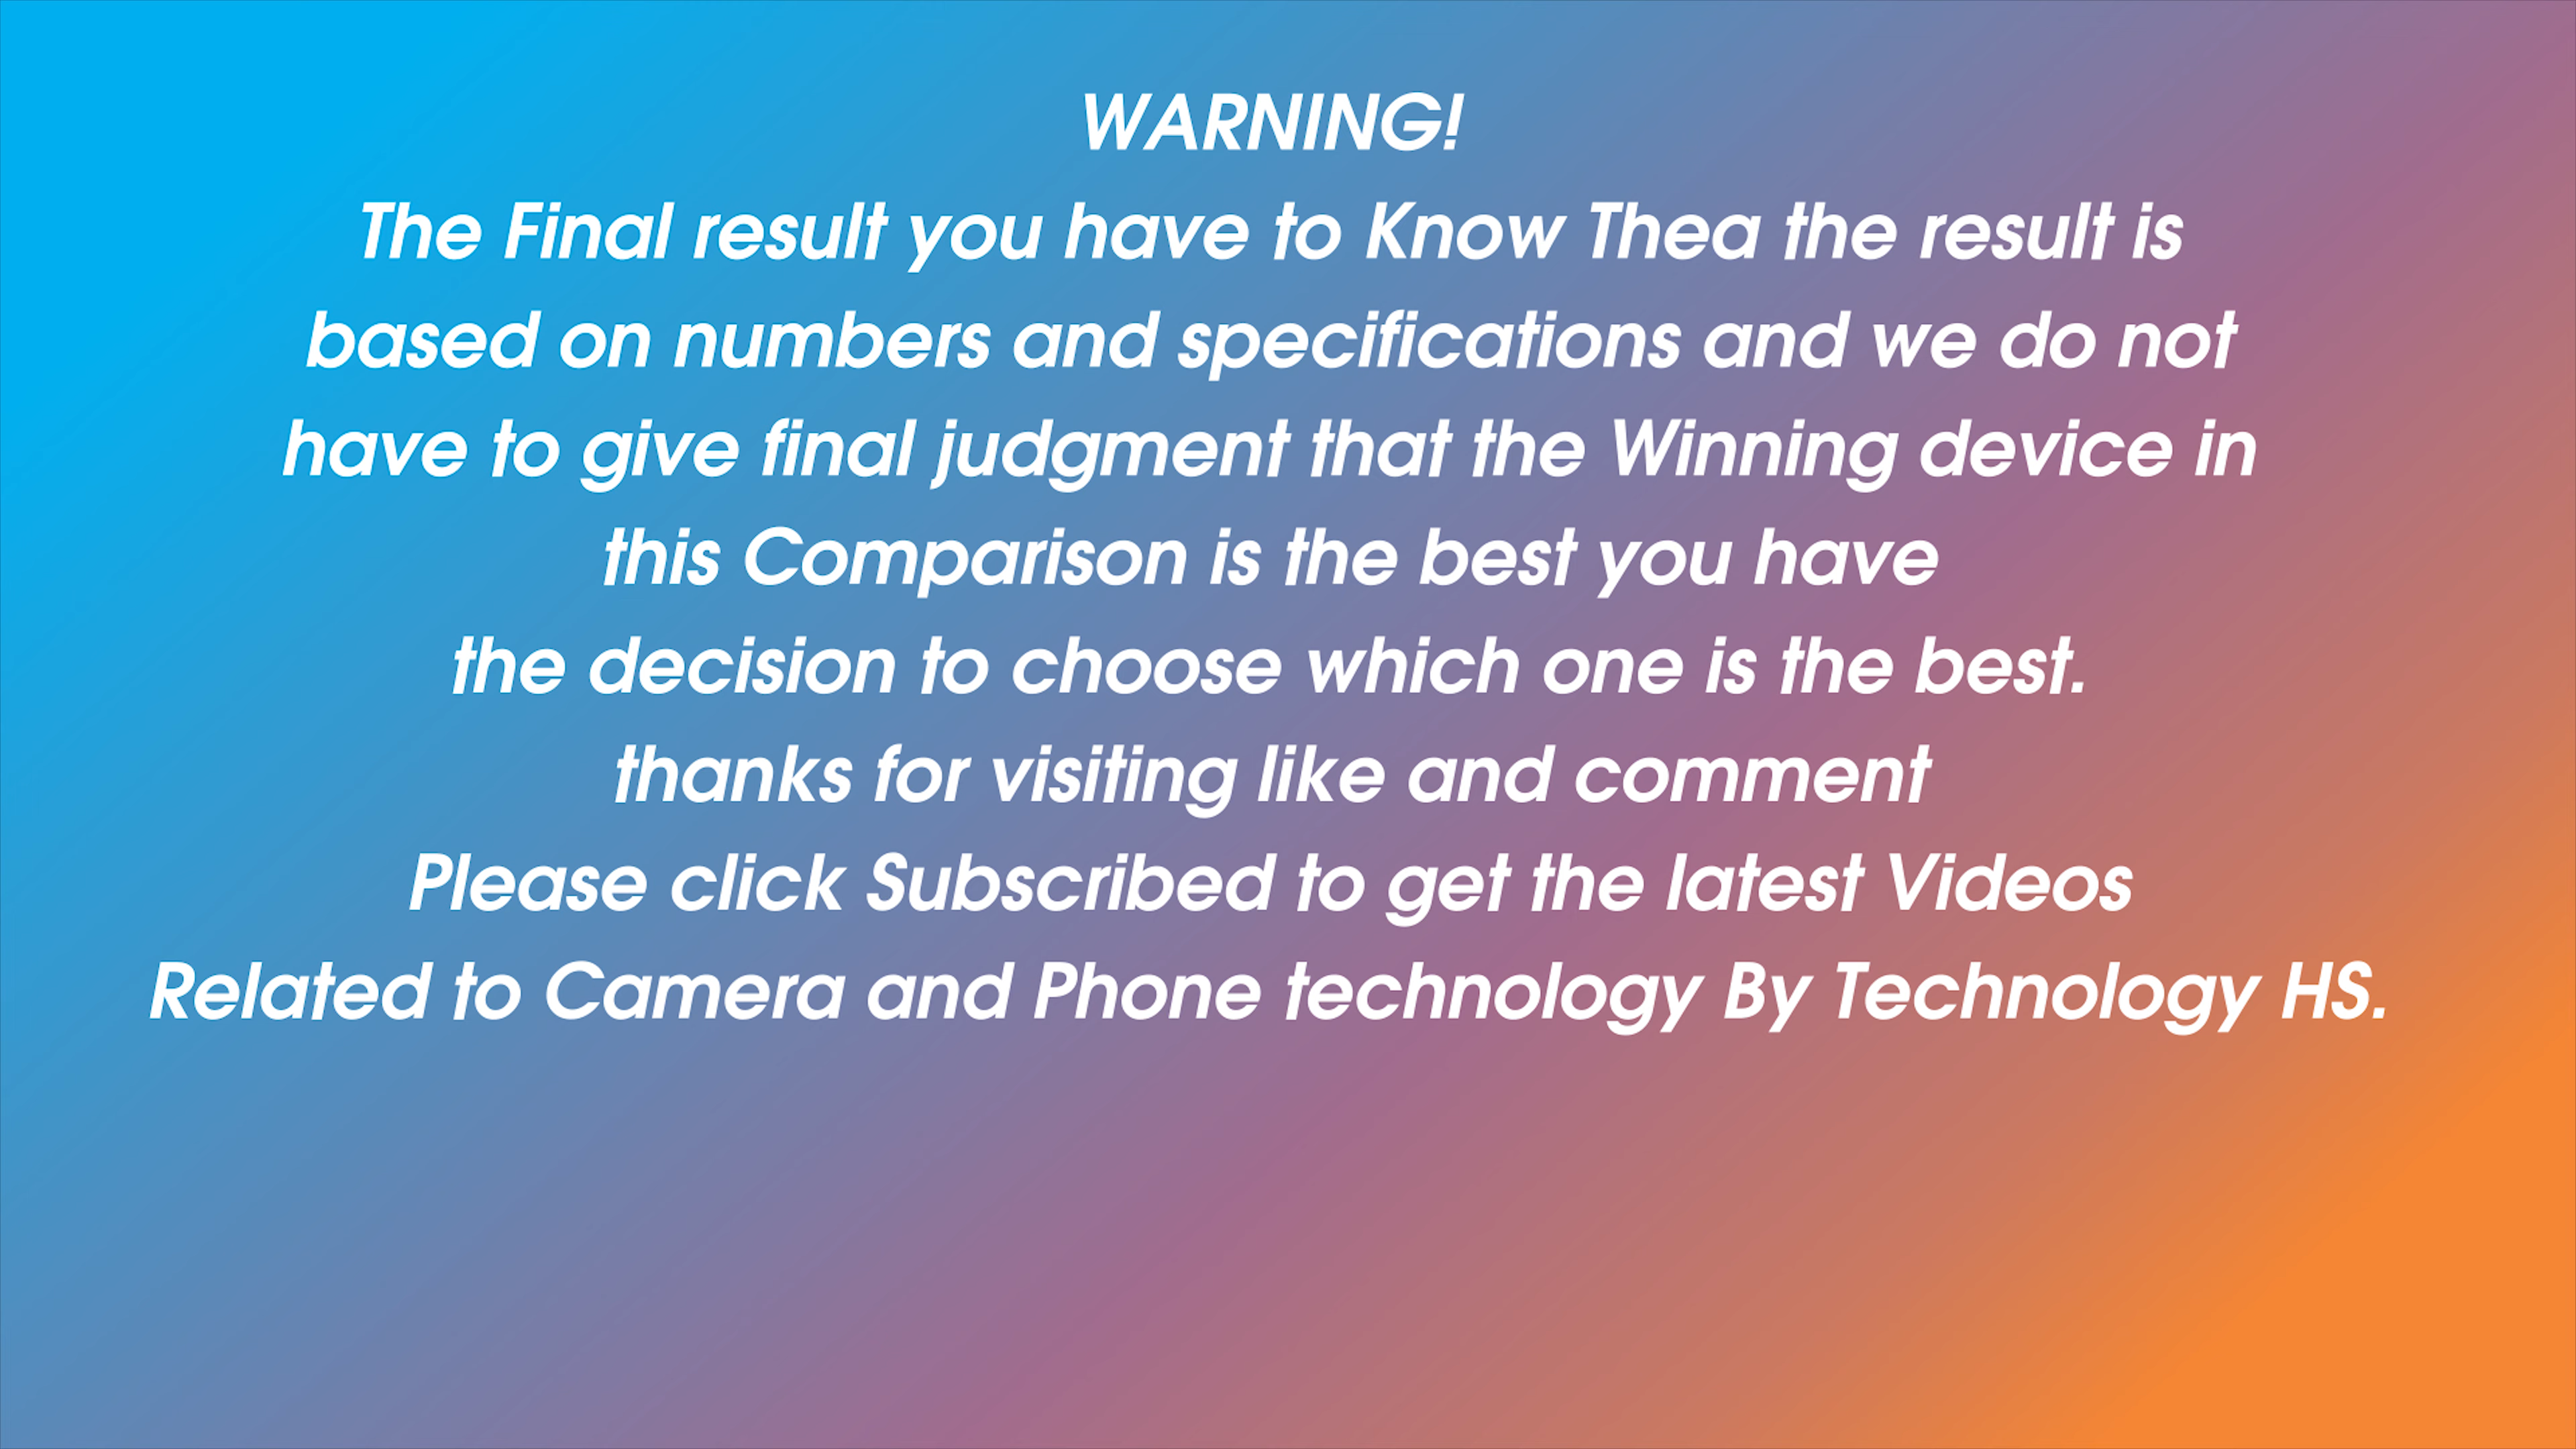 WARNING!
The Final result you have to Know Thea the result is
based on numbers and specifications and we do not
have to give final judgment that the Winning device in
this Comparison is the best you have
the decision to choose which one is the best.
thanks for visiting like and comment
Please click Subscribed to get the latest Videos
Related to Camera and Phone technology By Technology HS.